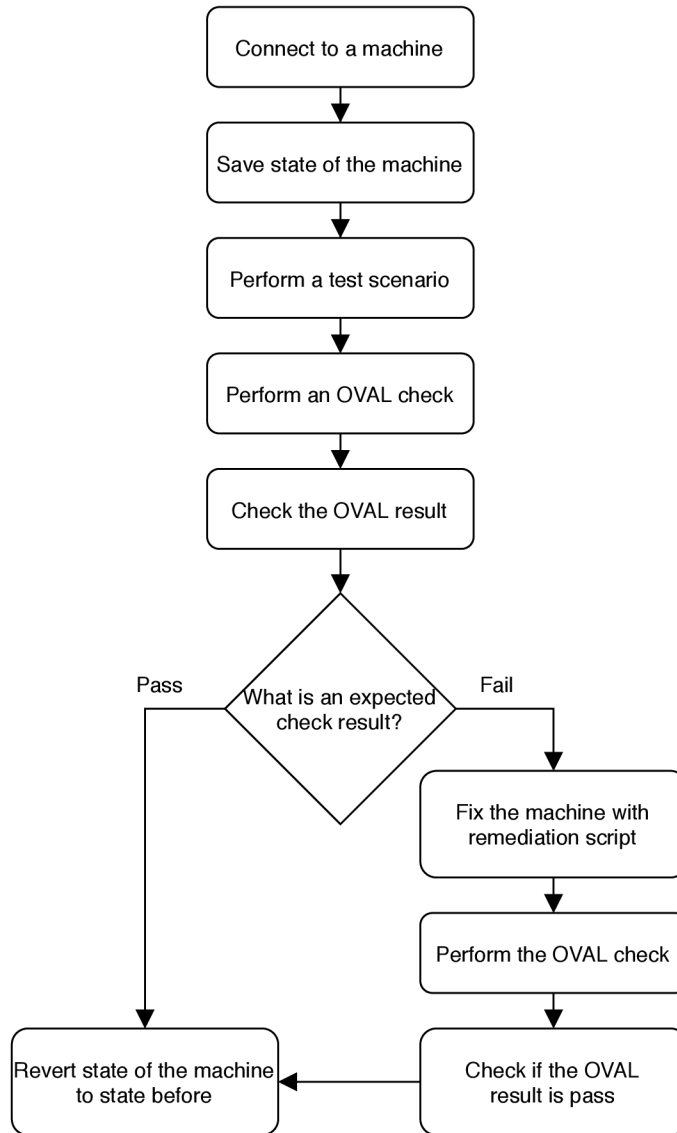 Connect to a machine
Save state of the machine
Perform a test scenario
Perform an OVAL check
Check the OVAL result
Pass
What is an expected
check result?
Fail
Fix the machine with
remediation script
Perform the OVAL check
Revert state of the machine
to state before
Check if the OVAL
result is pass